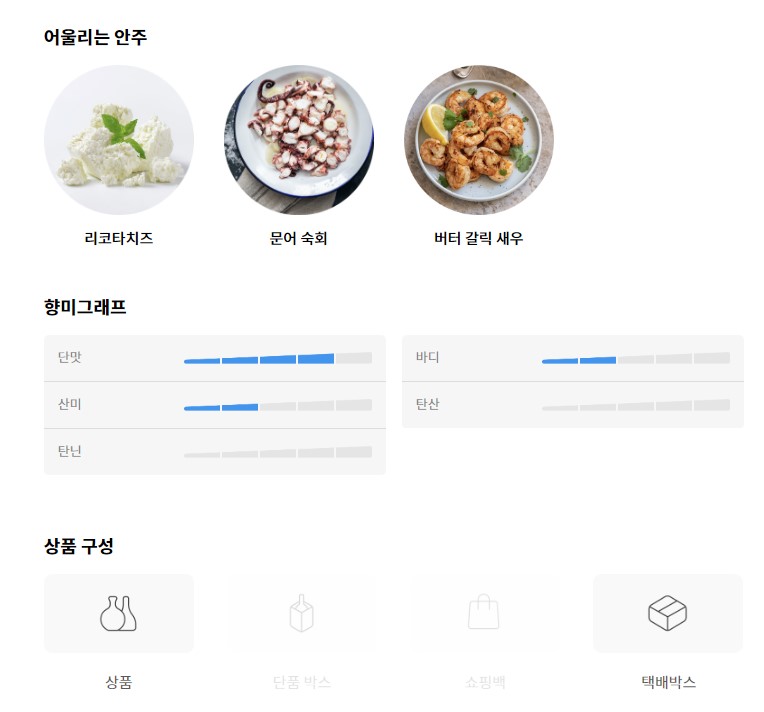 어울리는 안주
리코타치즈 문어 숙회 버터 갈릭 새우
향미그래프
단맛 바디
산미 탄산
탄닌
상품 구성
상품 단품 박스 쇼핑백 택배박스